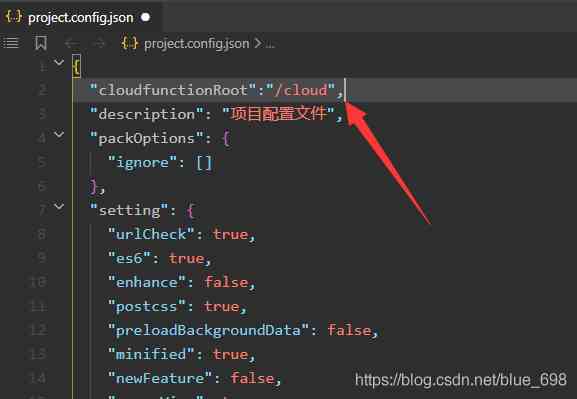 {..} project.config.json
{..} project.config.json > ...
1 {
2 "cloudfunctionRoot":"/cloud",
3 "description": "项目配置文件",
4 "packOptions": {
5 "ignore": []
6 },
7 "setting": {
8 "urlCheck": true,
9 "es6": true,
10 "enhance": false,
11 "postcss": true,
12 "preloadBackgroundData": false,
13 "minified": true,
14 "newFeature": false,
https://blog.csdn.net/blue_698